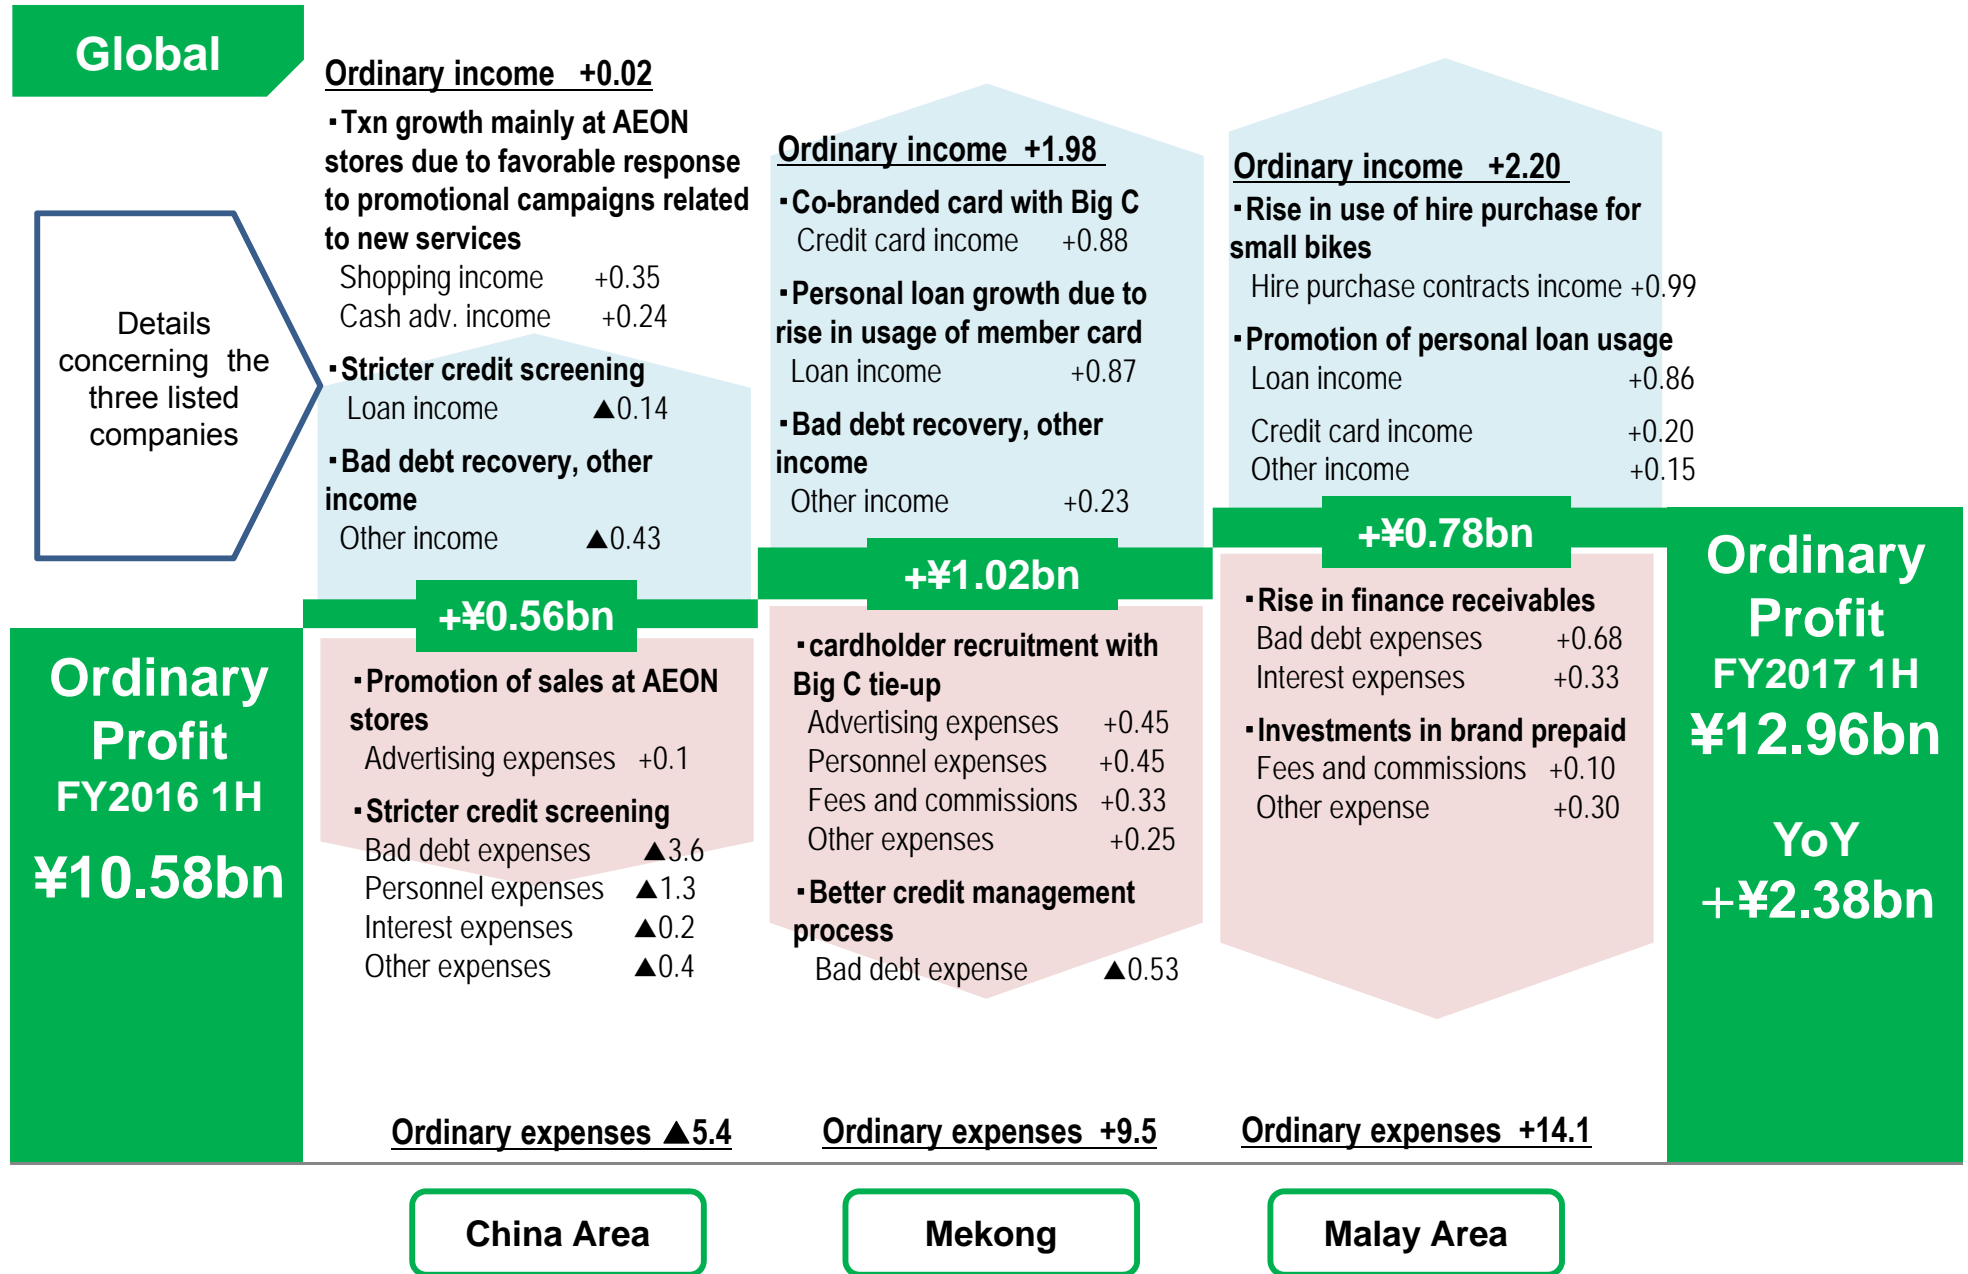 Global
Details
concerning the
three listed
companies
Ordinary
Profit
FY2016 1H
¥10.58bn
Ordinary income +0.02
▪Txn growth mainly at AEON
stores due to favorable response
to promotional campaigns related
to new services
Shopping income +0.35
Cash adv. income +0.24
▪Stricter credit screening
Loan income ▲0.14
▪Bad debt recovery, other
income
Other income ▲0.43
+¥0.56bn
▪Promotion of sales at AEON
stores
Advertising expenses +0.1
▪Stricter credit screening
Bad debt expenses ▲3.6
Personnel expenses ▲1.3
Interest expenses ▲0.2
Other expenses ▲0.4
Ordinary expenses ▲5.4
China Area
Ordinary income +1.98
▪Co-branded card with Big C
Credit card income +0.88
▪Personal loan growth due to
rise in usage of member card
Loan income +0.87
▪Bad debt recovery, other
income
Other income +0.23
+¥1.02bn
▪cardholder recruitment with
Big C tie-up
Advertising expenses +0.45
Personnel expenses +0.45
Fees and commissions +0.33
Other expenses +0.25
▪Better credit management
process
Bad debt expense ▲0.53
Ordinary expenses +9.5
Mekong
Ordinary income +2.20
▪Rise in use of hire purchase for
small bikes
Hire purchase contracts income +0.99
▪Promotion of personal loan usage
Loan income +0.86
Credit card income +0.20
Other income +0.15
+¥0.78bn
▪Rise in finance receivables
Bad debt expenses +0.68
Interest expenses +0.33
▪Investments in brand prepaid
Fees and commissions +0.10
Other expense +0.30
Ordinary expenses +14.1
Malay Area
Ordinary
Profit
FY2017 1H
¥12.96bn
YoY
+¥2.38bn